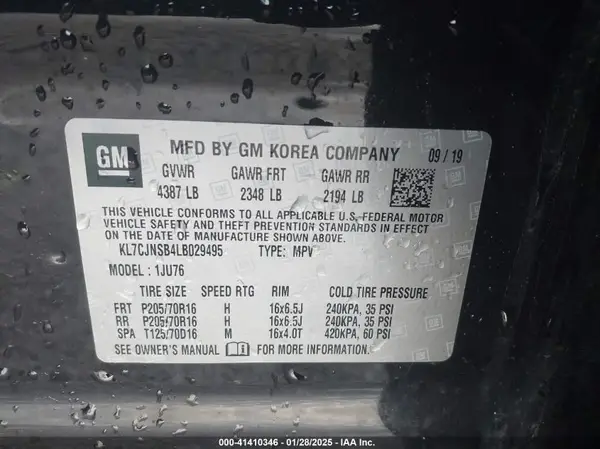 GM
MFD BY GM KOREA COMPANY 09/19
GVWR GAWR FRT GAWR RR
4387 LB 2348 LB 2194 LB
THIS VEHICLE CONFORMS TO ALL APPLICABLE U.S. FEDERAL MOTOR
VEHICLE SAFETY AND THEFT PREVENTION STANDARDS IN EFFECT
ON THE DATE OF MANUFACTURE SHOWN ABOVE.
KL7CJNSB4LB029495 TYPE: MPV
MODEL: 1JU76
TIRE SIZE SPEED RTG RIM COLD TIRE PRESSURE
FRT P205/70R16 H 16x6.5J 240KPA, 35 PSI
RR P205/70R16 H 16x6.5J 240KPA, 35 PSI
SPA T125/70D16 M 16x4.0T 420KPA, 60 PSI
SEE OWNER'S MANUAL FOR MORE INFORMATION
000-41410346 - 01/28/2025 - IAA Inc.